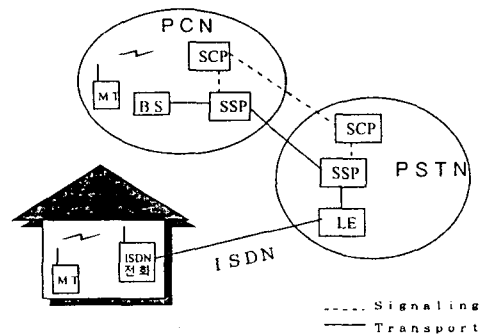 PCN
SCP
MT
BS
SSP
SCP
SSP
PSTN
LE
ISDN
전화
MT
ISDN
Signaling
Transport